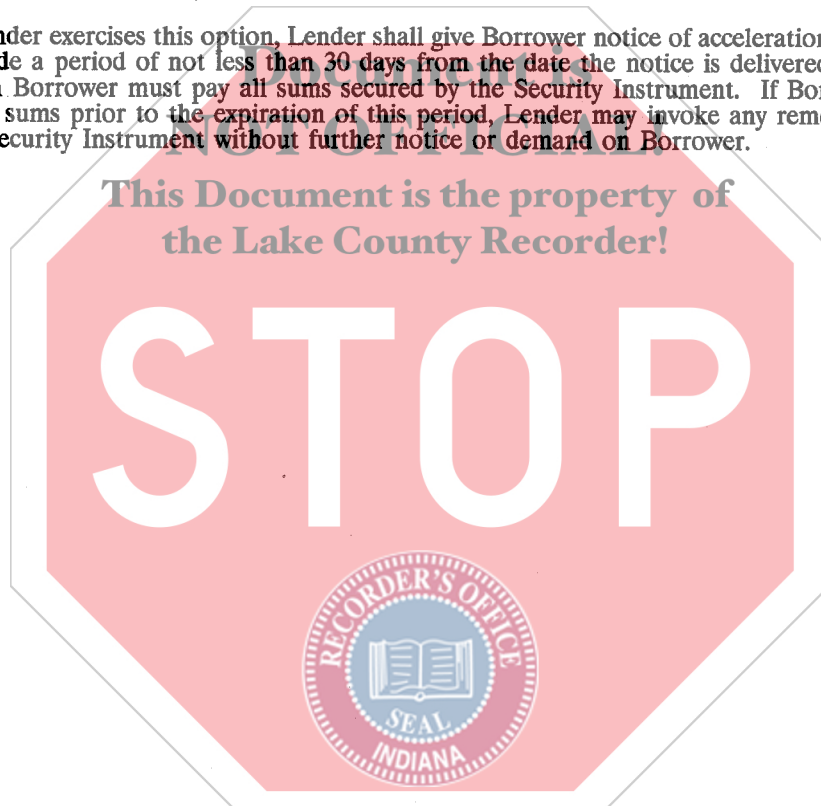 nder exercises this option, Lender shall give Borrower notice of acceleration
de a period of not less than 30 days from the date the notice is delivered
Borrower must pay all sums secured by the Security Instrument. If Bor
sums prior to the expiration of this period, Lender may invoke any reme
ecurity Instrument without further notice or demand on Borrower.
Document is
NOT OFFICIAL!
This Document is the property of
the Lake County Recorder!
STOP
RECORDER'S OFFICE
SEAL
INDIANA